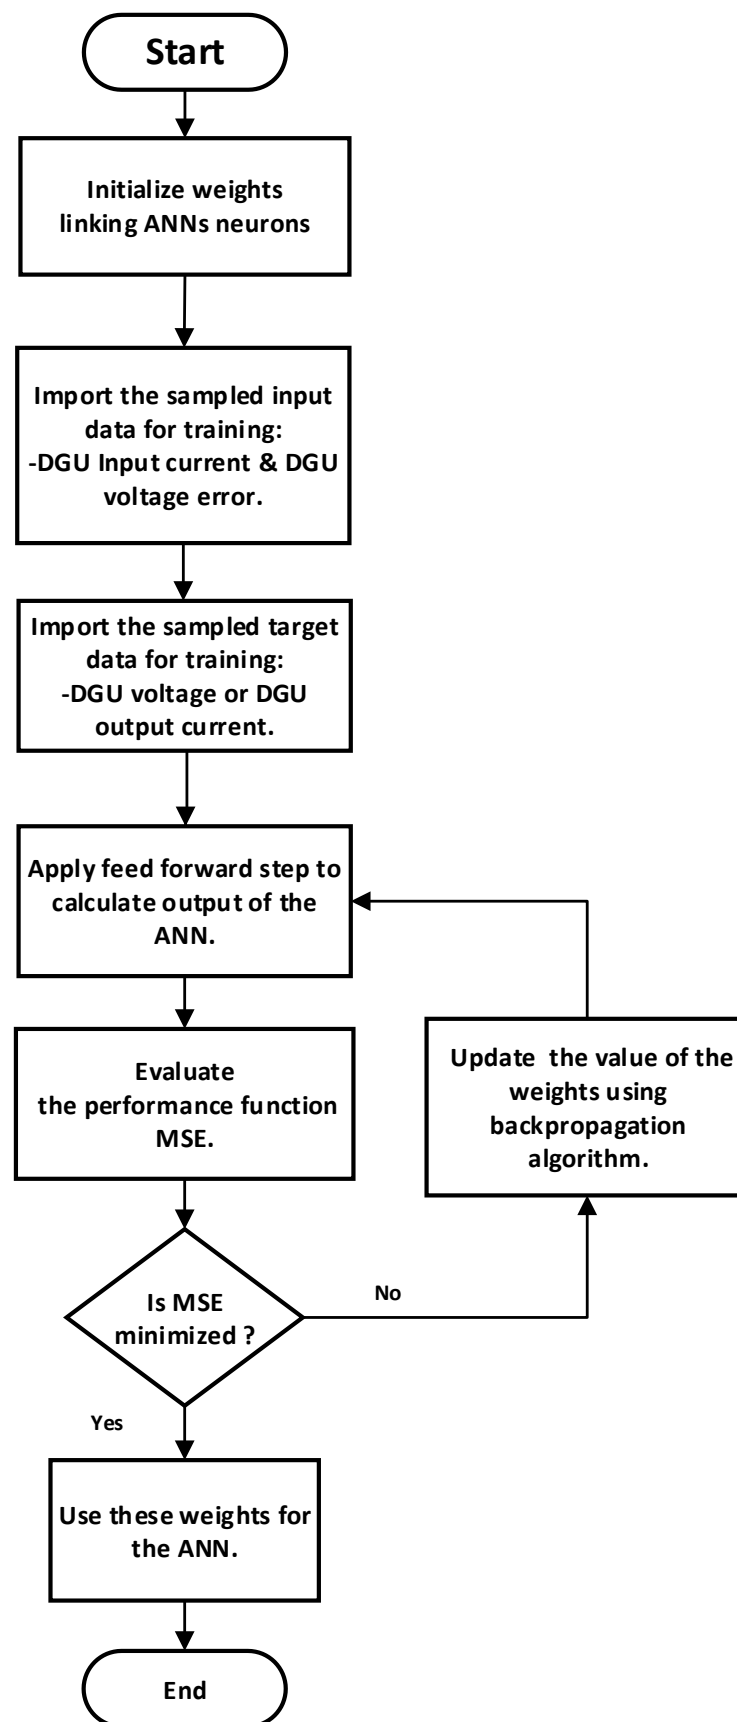 Start
Initialize weights
linking ANNs neurons
Import the sampled input
data for training:
-DGU Input current & DGU
voltage error.
Import the sampled target
data for training:
-DGU voltage or DGU
output current.
Apply feed forward step to
calculate output of the
ANN.
Evaluate
the performance function
MSE.
Update the value of the
weights using
backpropagation
algorithm.
Is MSE
minimized ?
No
Yes
Use these weights for
the ANN.
End